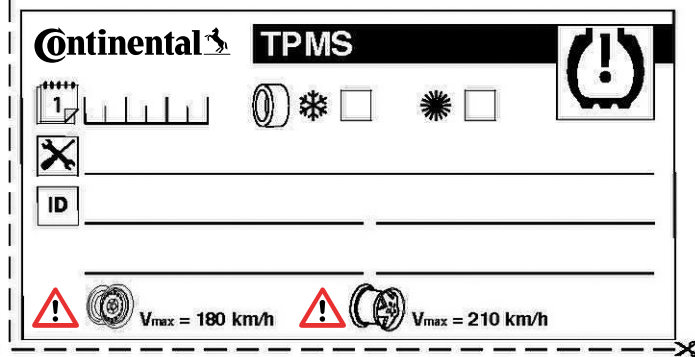 Continental
TPMS
1
ID
Vmax = 180 km/h
Vmax = 210 km/h